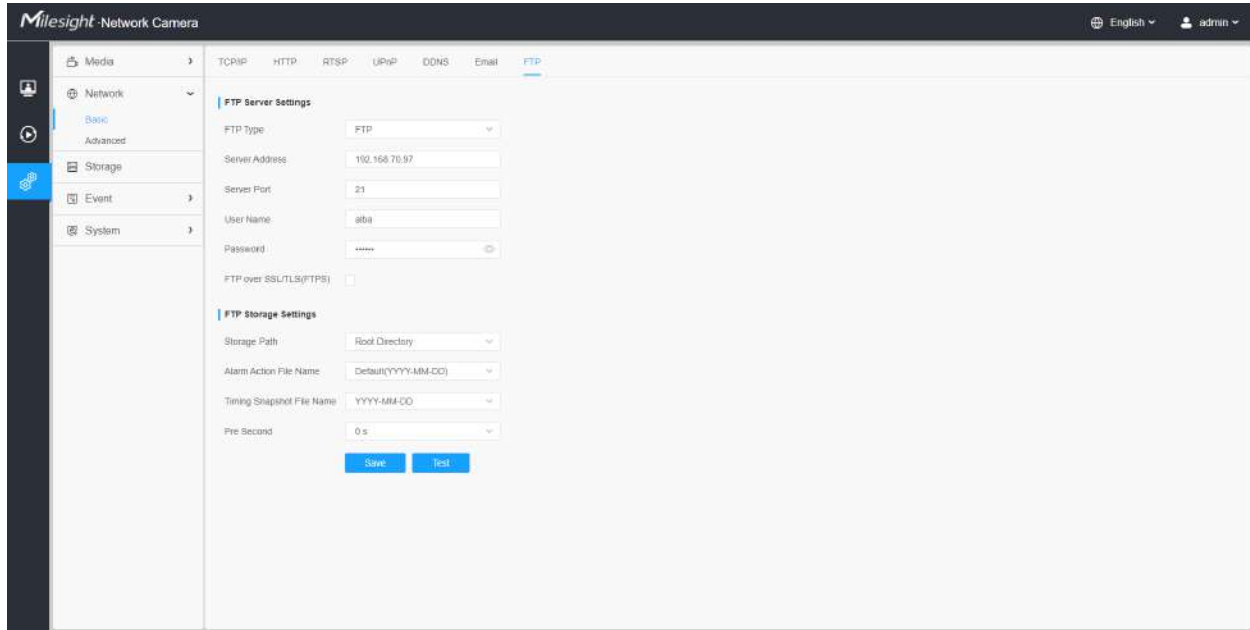 Milesight·Network Camera
English
admin
Media
TCP/IP HTTP RTSP UPnP DDNS Email FTP
Network
Basic
Advanced
Storage
Event
System
FTP Server Settings
FTP Type FTP
Server Address 192.168.70.97
Server Port 21
User Name
Password ••••••
FTP over SSL/TLS(FTPS)
FTP Storage Settings
Storage Path Root Directory
Alarm Action File Name Default(YYYY-MM-DD)
Timing Snapshot File Name YYYY-MM-DD
Pre Second 0 s
Save Test